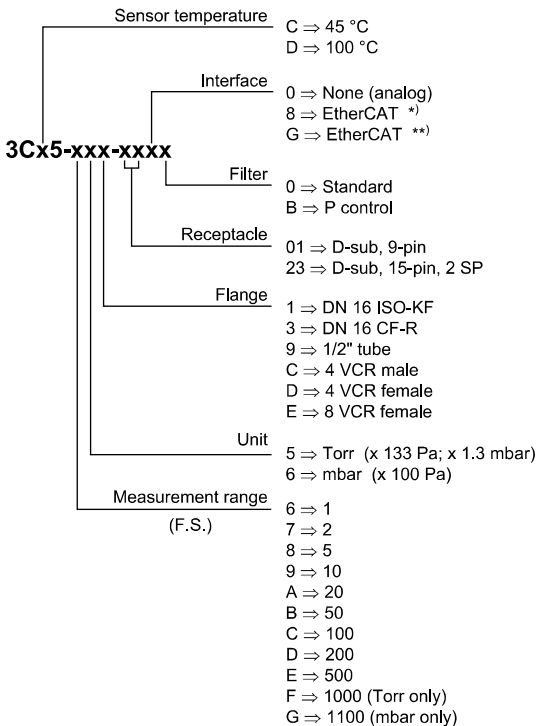 Sensor temperature
C ⇒ 45 °C
D ⇒ 100 °C
Interface
0 ⇒ None (analog)
8 ⇒ EtherCAT *)
G ⇒ EtherCAT **)
3Cx5-xxx-xxxx
Filter
0 ⇒ Standard
B ⇒ P control
Receptacle
01 ⇒ D-sub, 9-pin
23 ⇒ D-sub, 15-pin, 2 SP
Flange
1 ⇒ DN 16 ISO-KF
3 ⇒ DN 16 CF-R
9 ⇒ 1/2" tube
C ⇒ 4 VCR male
D ⇒ 4 VCR female
E ⇒ 8 VCR female
Unit
5 ⇒ Torr (x 133 Pa; x 1.3 mbar)
6 ⇒ mbar (x 100 Pa)
Measurement range
(F.S.)
6 ⇒ 1
7 ⇒ 2
8 ⇒ 5
9 ⇒ 10
A ⇒ 20
B ⇒ 50
C ⇒ 100
D ⇒ 200
E ⇒ 500
F ⇒ 1000 (Torr only)
G ⇒ 1100 (mbar only)